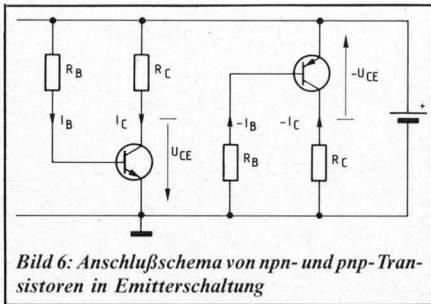 -U_CE
R_B
R_C
+
I_B
I_C
-I_B
-I_C
U_CE
R_B
R_C
Bild 6: Anschlußschema von npn- und pnp-Tran-
sistoren in Emitterschaltung